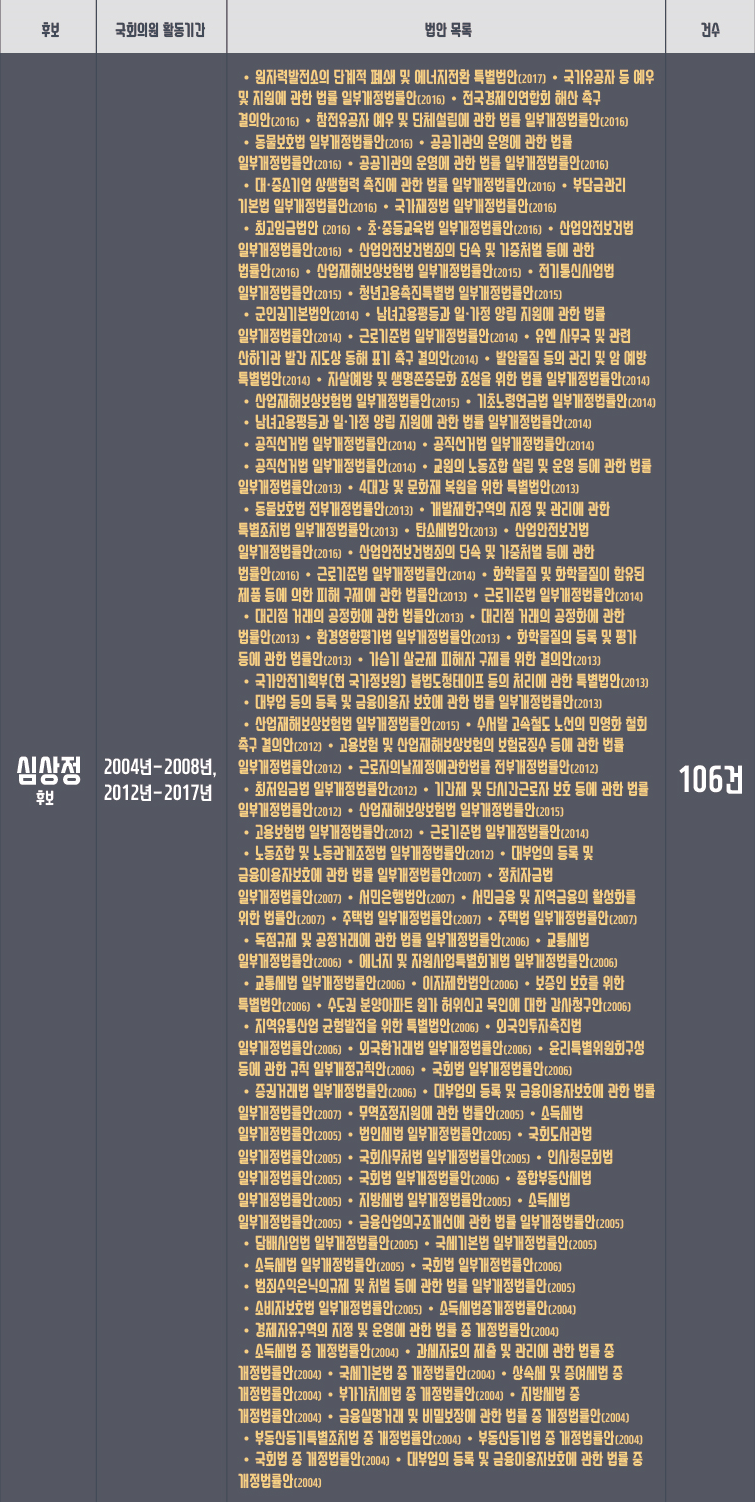 후보
국회의원 활동기간
법안 목록
건수
• 원자력발전소의 단계적 폐쇄 및 에너지전환 특별법안(2017) • 국가유공자 등 예우
및 지원에 관한 법률 일부개정법률안(2016) • 전국경제인연합회 해산 촉구
결의안(2016) • 참전유공자 예우 및 단체설립에 관한 법률 일부개정법률안(2016)
• 동물보호법 일부개정법률안(2016) • 공공기관의 운영에 관한 법률
일부개정법률안(2016) • 공공기관의 운영에 관한 법률 일부개정법률안(2016)
• 대·중소기업 상생협력 촉진에 관한 법률 일부개정법률안(2016) • 부담금관리
기본법 일부개정법률안(2016) • 국가재정법 일부개정법률안(2016)
• 최고임금법안 (2016) • 초·중등교육법 일부개정법률안(2016) • 산업안전보건법
일부개정법률안(2016) • 산업안전보건범죄의 단속 및 가중처벌 등에 관한
법률안(2016) • 산업재해보상보험법 일부개정법률안(2015) • 전기통신사업법
일부개정법률안(2015) • 청년고용촉진특별법 일부개정법률안(2015)
• 군인권기본법안(2014) • 남녀고용평등과 일·가정 양립 지원에 관한 법률
일부개정법률안(2014) • 근로기준법 일부개정법률안(2014) • 유엔 사무국 및 관련
산하기관 발간 지도상 동해 표기 촉구 결의안(2014) • 발암물질 등의 관리 및 암 예방
특별법안(2014) • 자살예방 및 생명존중문화 조성을 위한 법률 일부개정법률안(2014)
• 산업재해보상보험법 일부개정법률안(2015) • 기초노령연금법 일부개정법률안(2014)
• 남녀고용평등과 일·가정 양립 지원에 관한 법률 일부개정법률안(2014)
• 공직선거법 일부개정법률안(2014) • 공직선거법 일부개정법률안(2014)
• 공직선거법 일부개정법률안(2014) • 교원의 노동조합 설립 및 운영 등에 관한 법률
일부개정법률안(2013) • 4대강 및 문화재 복원을 위한 특별법안(2013)
• 동물보호법 전부개정법률안(2013) • 개발제한구역의 지정 및 관리에 관한
특별조치법 일부개정법률안(2013) • 탄소세법안(2013) • 산업안전보건법
일부개정법률안(2016) • 산업안전보건범죄의 단속 및 가중처벌 등에 관한
법률안(2016) • 근로기준법 일부개정법률안(2014) • 화학물질 및 화학물질이 함유된
제품 등에 의한 피해 구제에 관한 법률안(2013) • 근로기준법 일부개정법률안(2014)
• 대리점 거래의 공정화에 관한 법률안(2013) • 대리점 거래의 공정화에 관한
법률안(2013) • 환경영향평가법 일부개정법률안(2013) • 화학물질의 등록 및 평가
등에 관한 법률안(2013) • 가습기 살균제 피해자 구제를 위한 결의안(2013)
• 국가안전기획부(현 국가정보원) 불법도청테이프 등의 처리에 관한 특별법안(2013)
• 대부업 등의 등록 및 금융이용자 보호에 관한 법률 일부개정법률안(2013)
• 산업재해보상보험법 일부개정법률안(2015) • 수서발 고속철도 노선의 민영화 철회
촉구 결의안(2012) • 고용보험 및 산업재해보상보험의 보험료징수 등에 관한 법률
일부개정법률안(2012) • 근로자의날제정에관한법률 전부개정법률안(2012)
• 최저임금법 일부개정법률안(2012) • 기간제 및 단시간근로자 보호 등에 관한 법률
일부개정법률안(2012) • 산업재해보상보험법 일부개정법률안(2015)
• 고용보험법 일부개정법률안(2012) • 근로기준법 일부개정법률안(2014)
• 노동조합 및 노동관계조정법 일부개정법률안(2012) • 대부업의 등록 및
금융이용자보호에 관한 법률 일부개정법률안(2007) • 정치자금법
일부개정법률안(2007) • 서민은행법안(2007) • 서민금융 및 지역금융의 활성화를
위한 법률안(2007) • 주택법 일부개정법률안(2007) • 주택법 일부개정법률안(2007)
• 독점규제 및 공정거래에 관한 법률 일부개정법률안(2006) • 교통세법
일부개정법률안(2006) • 에너지 및 자원사업특별회계법 일부개정법률안(2006)
• 교통세법 일부개정법률안(2006) • 이자제한법안(2006) • 보증인 보호를 위한
특별법안(2006) • 수도권 분양아파트 원가 허위신고 묵인에 대한 감사청구안(2006)
• 지역유통산업 균형발전을 위한 특별법안(2006) • 외국인투자촉진법
일부개정법률안(2006) • 외국환거래법 일부개정법률안(2006) • 윤리특별위원회구성
등에 관한 규칙 일부개정규칙안(2006) • 국회법 일부개정법률안(2006)
• 증권거래법 일부개정법률안(2006) • 대부업의 등록 및 금융이용자보호에 관한 법률
일부개정법률안(2007) • 무역조정지원에 관한 법률안(2005) • 소득세법
일부개정법률안(2005) • 법인세법 일부개정법률안(2005) • 국회도서관법
일부개정법률안(2005) • 국회사무처법 일부개정법률안(2005) • 인사청문회법
일부개정법률안(2005) • 국회법 일부개정법률안(2006) • 종합부동산세법
일부개정법률안(2005) • 지방세법 일부개정법률안(2005) • 소득세법
일부개정법률안(2005) • 금융산업의구조개선에 관한 법률 일부개정법률안(2005)
• 담배사업법 일부개정법률안(2005) • 국세기본법 일부개정법률안(2005)
• 소득세법 일부개정법률안(2005) • 국회법 일부개정법률안(2006)
• 범죄수익은닉의규제 및 처벌 등에 관한 법률 일부개정법률안(2005)
• 소비자보호법 일부개정법률안(2005) • 소득세법중개정법률안(2004)
• 경제자유구역의 지정 및 운영에 관한 법률 중 개정법률안(2004)
• 소득세법 중 개정법률안(2004) • 과세자료의 제출 및 관리에 관한 법률 중
개정법률안(2004) • 국세기본법 중 개정법률안(2004) • 상속세 및 증여세법 중
개정법률안(2004) • 부가가치세법 중 개정법률안(2004) • 지방세법 중
개정법률안(2004) • 금융실명거래 및 비밀보장에 관한 법률 중 개정법률안(2004)
• 부동산등기특별조치법 중 개정법률안(2004) • 부동산등기법 중 개정법률안(2004)
• 국회법 중 개정법률안(2004) • 대부업의 등록 및 금융이용자보호에 관한 법률 중
개정법률안(2004)
심상정
후보
2004년–2008년,
2012년–2017년
106건